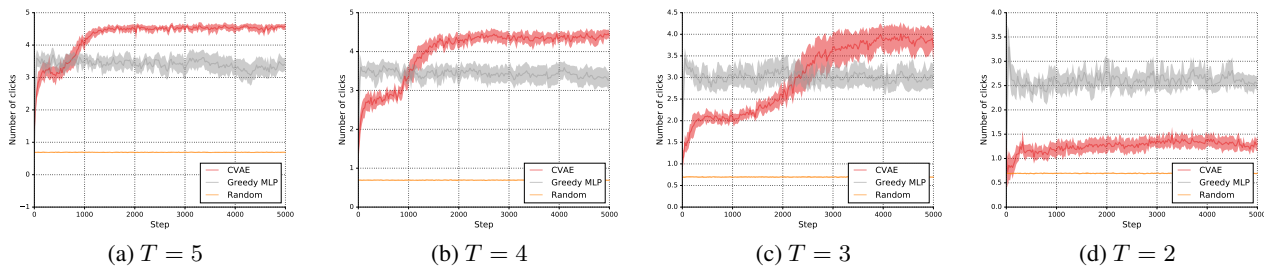 5
4
3
2
1
0
−1
Number of clicks
0
1000
2000
3000
4000
5000
Step
CVAE
Greedy MLP
Random
(a) T = 5
5
4
3
2
1
0
Number of clicks
0
1000
2000
3000
4000
5000
Step
CVAE
Greedy MLP
Random
(b) T = 4
4.5
4.0
3.5
3.0
2.5
2.0
1.5
1.0
0.5
0.0
Number of clicks
0
1000
2000
3000
4000
5000
Step
CVAE
Greedy MLP
Random
(c) T = 3
4.0
3.5
3.0
2.5
2.0
1.5
1.0
0.5
0.0
Number of clicks
0
1000
2000
3000
4000
5000
Step
CVAE
Greedy MLP
Random
(d) T = 2